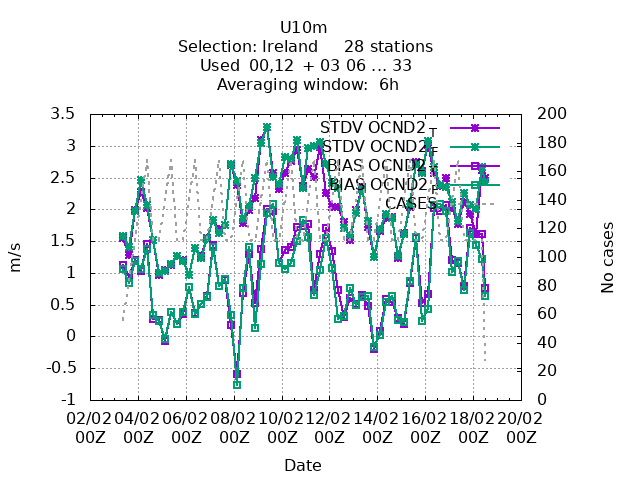 U10m
Selection: Ireland 28 stations
Used 00,12 + 03 06 ... 33
Averaging window: 6h
STDV OCND2_T
STDV OCND2_F
BIAS OCND2_T
BIAS OCND2_F
CASES
3.5
3
2.5
2
1.5
1
0.5
0
-0.5
-1
200
180
160
140
120
100
80
60
40
20
0
m/s
No cases
02/02 04/02 06/02 08/02 10/02 12/02 14/02 16/02 18/02 20/02
00Z 00Z 00Z 00Z 00Z 00Z 00Z 00Z 00Z 00Z
Date